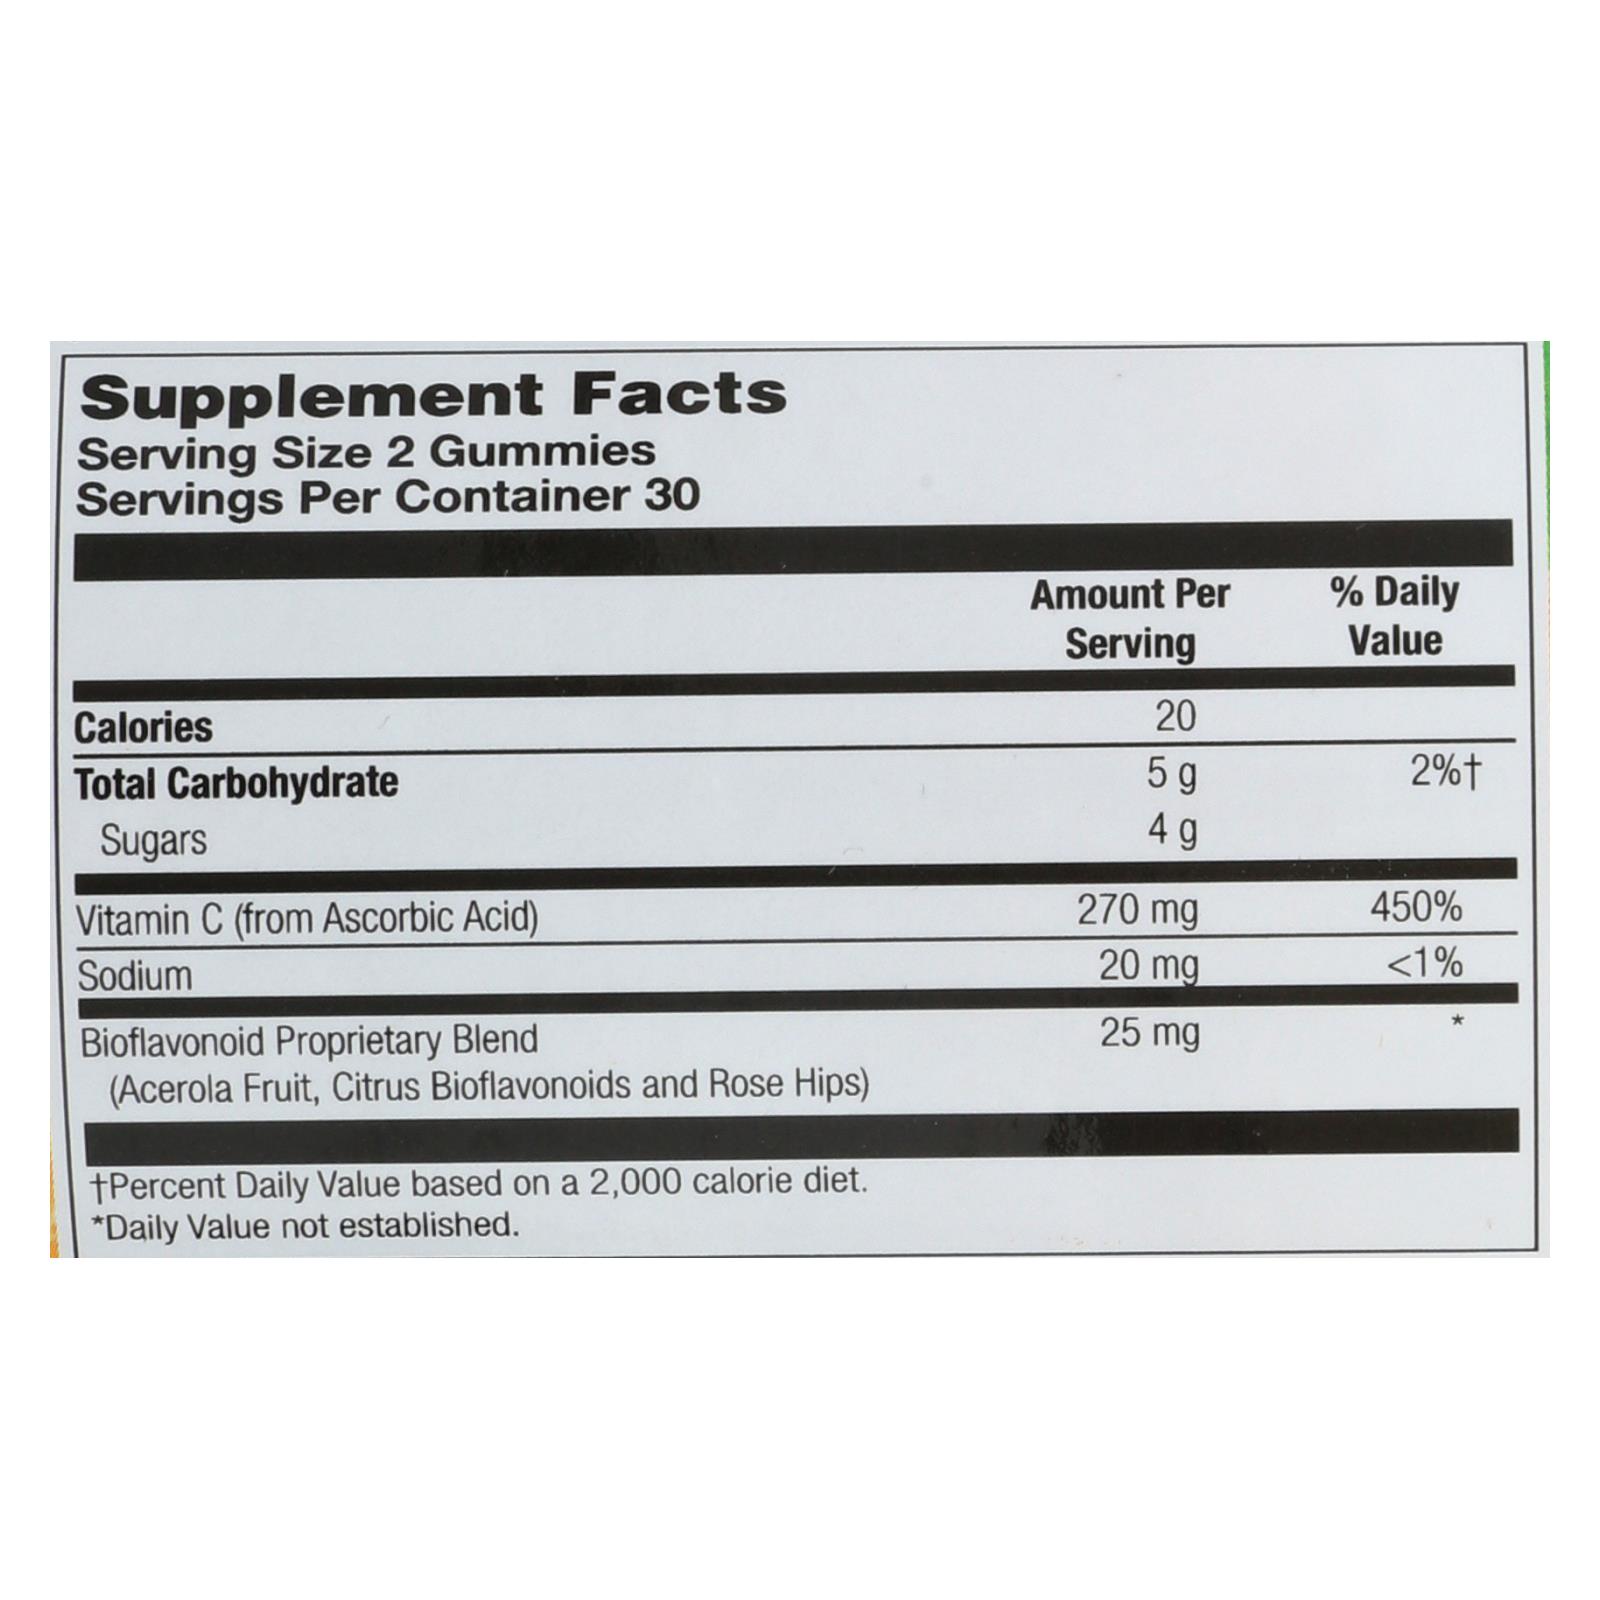 Supplement Facts
Serving Size 2 Gummies
Servings Per Container 30
Amount Per Serving % Daily Value
Calories 20
Total Carbohydrate 5 g 2%†
Sugars 4 g
Vitamin C (from Ascorbic Acid) 270 mg 450%
Sodium 20 mg <1%
Bioflavonoid Proprietary Blend 25 mg *
(Acerola Fruit, Citrus Bioflavonoids and Rose Hips)
†Percent Daily Value based on a 2,000 calorie diet.
*Daily Value not established.